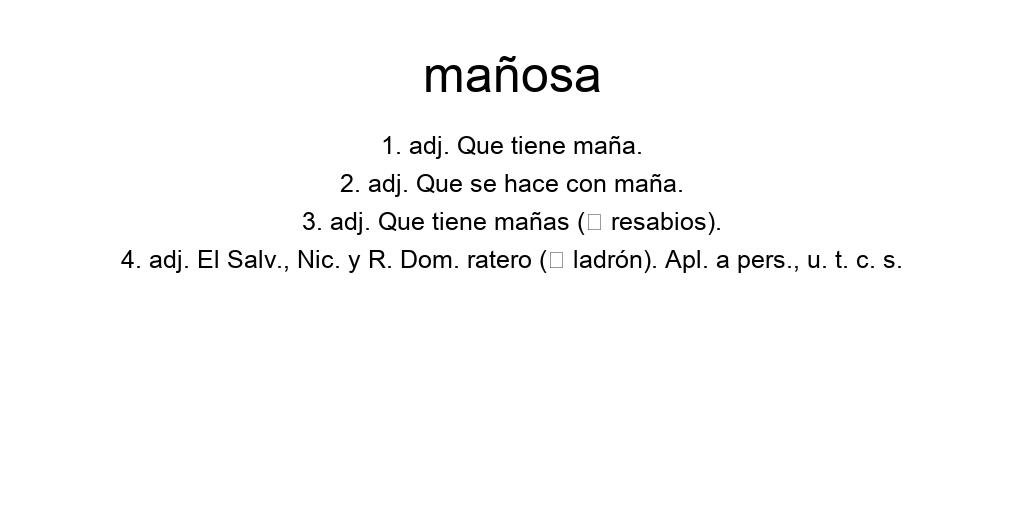 mañosa
1. adj. Que tiene maña.
2. adj. Que se hace con maña.
3. adj. Que tiene mañas (□ resabios).
4. adj. El Salv., Nic. y R. Dom. ratero (□ ladrón). Apl. a pers., u. t. c. s.